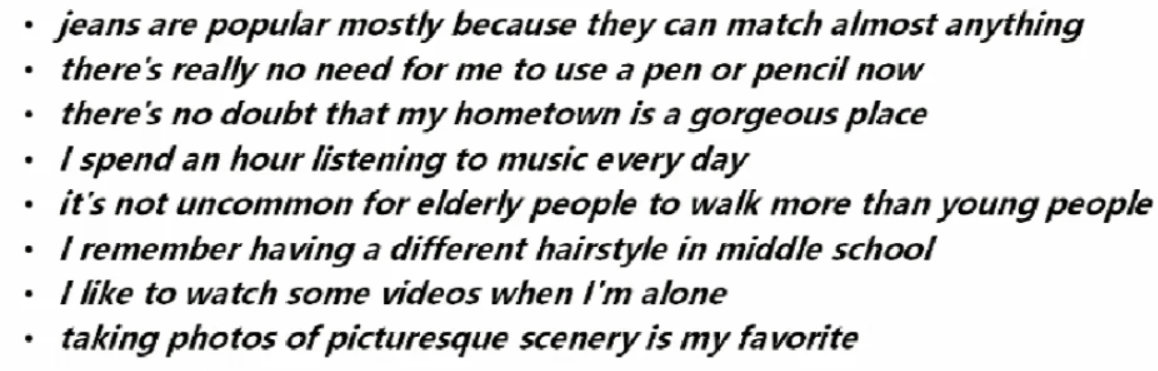 • jeans are popular mostly because they can match almost anything
• there's really no need for me to use a pen or pencil now
• there's no doubt that my hometown is a gorgeous place
• I spend an hour listening to music every day
• it's not uncommon for elderly people to walk more than young people
• I remember having a different hairstyle in middle school
• I like to watch some videos when I'm alone
• taking photos of picturesque scenery is my favorite